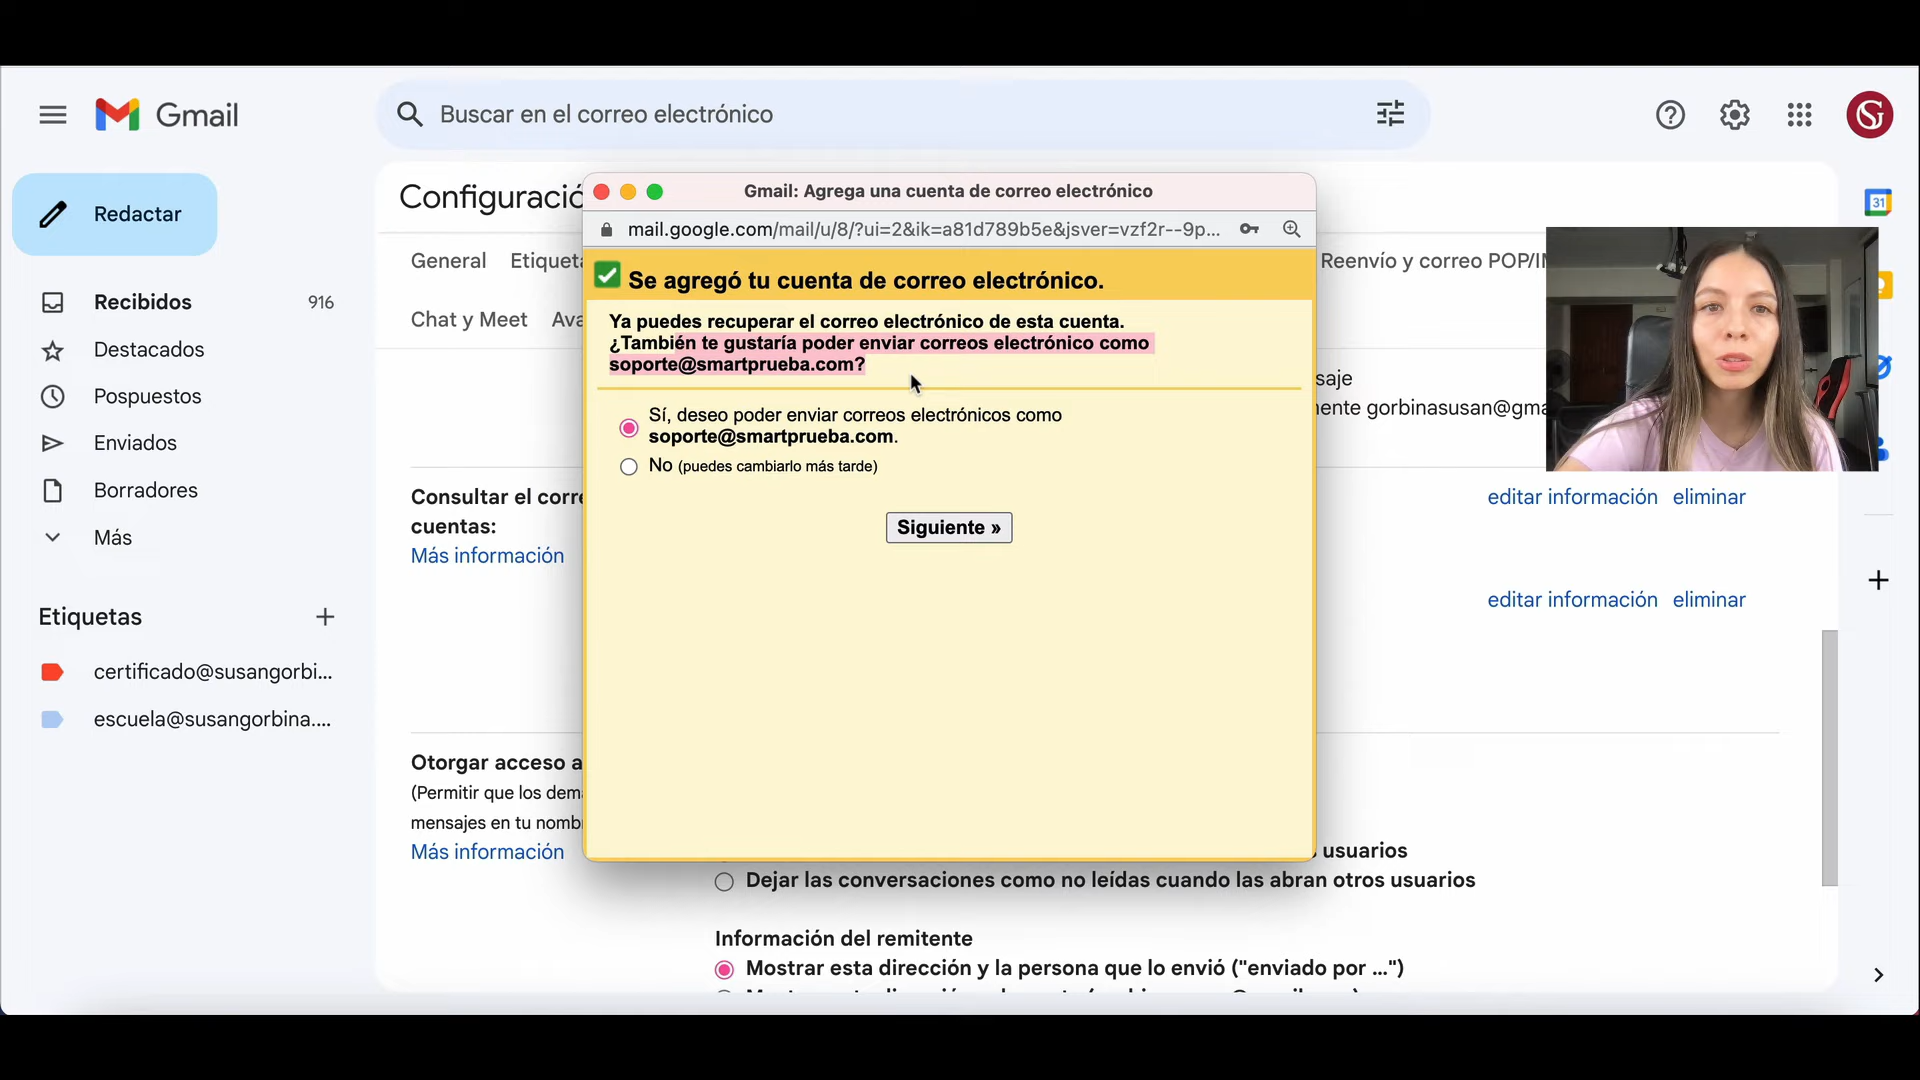 Gmail
Buscar en el correo electrónico
Redactar
Recibidos 916
Destacados
Pospuestos
Enviados
Borradores
Más
Etiquetas
certificado@susangorbi...
escuela@susangorbina....
Configuració
General
Chat y Meet
Reenvío y correo POP/I
Gmail: Agrega una cuenta de correo electrónico
mail.google.com/mail/u/8/?ui=2&ik=a81d789b5e&jsver=vzf2r--9p...
Se agregó tu cuenta de correo electrónico.
Ya puedes recuperar el correo electrónico de esta cuenta.
¿También te gustaría poder enviar correos electrónico como
soporte@smartprueba.com?
Sí, deseo poder enviar correos electrónicos como
soporte@smartprueba.com.
No (puedes cambiarlo más tarde)
Siguiente »
saje
gorbinasusan@gma
Consultar el corre
cuentas:
Más información
editar información eliminar
editar información eliminar
Otorgar acceso a
(Permitir que los dem
mensajes en tu nomb
Más información
usuarios
Dejar las conversaciones como no leídas cuando las abran otros usuarios
Información del remitente
Mostrar esta dirección y la persona que lo envió ("enviado por ...")
31